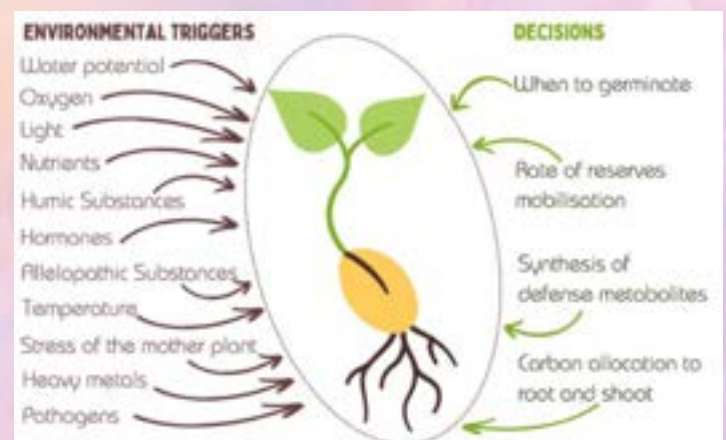 ENVIRONMENTAL TRIGGERS
Water potential
Oxygen
Light
Nutrients
Humic Substances
Hormones
Allelopathic Substances
Temperature
Stress of the mother plant
Heavy metals
Pathogens
DECISIONS
When to germinate
Rate of reserves
mobilisation
Synthesis of
defense metabolites
Carbon allocation to
root and shoot